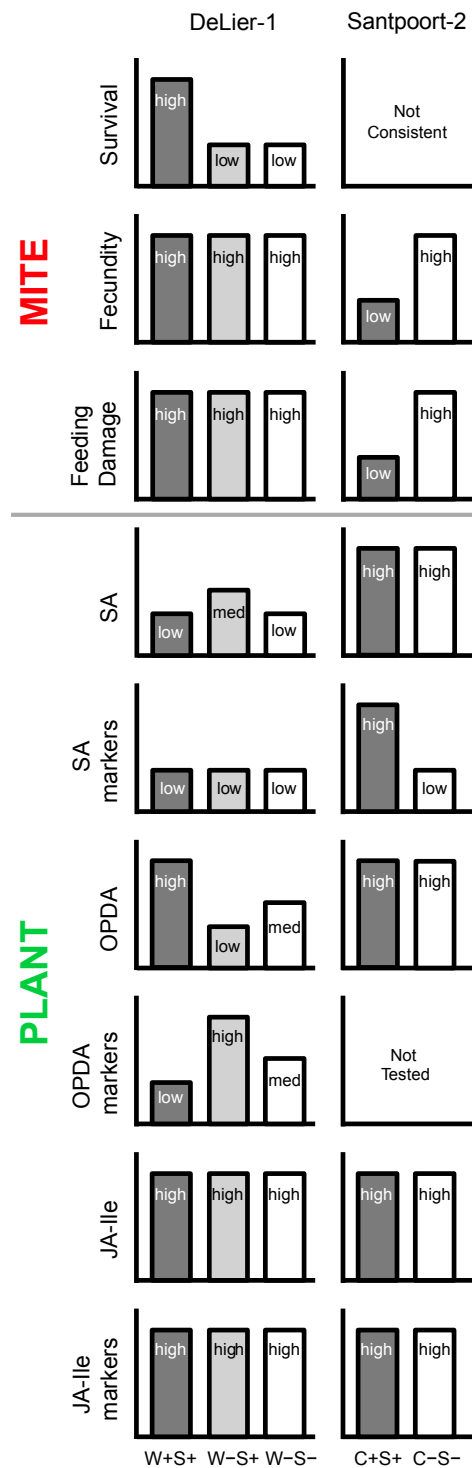 DeLier-1 Santpoort-2
MITE
Survival
high low low
Not
Consistent
Fecundity
high high high
low high
Feeding
Damage
high high high
low high
PLANT
SA
low med low
high high
SA
markers
low low low
high low
OPDA
high low med
high high
OPDA
markers
low high med
Not
Tested
JA-Ile
high high high
high high
JA-Ile
markers
high high high
high high
W+S+ W−S+ W−S− C+S+ C−S−